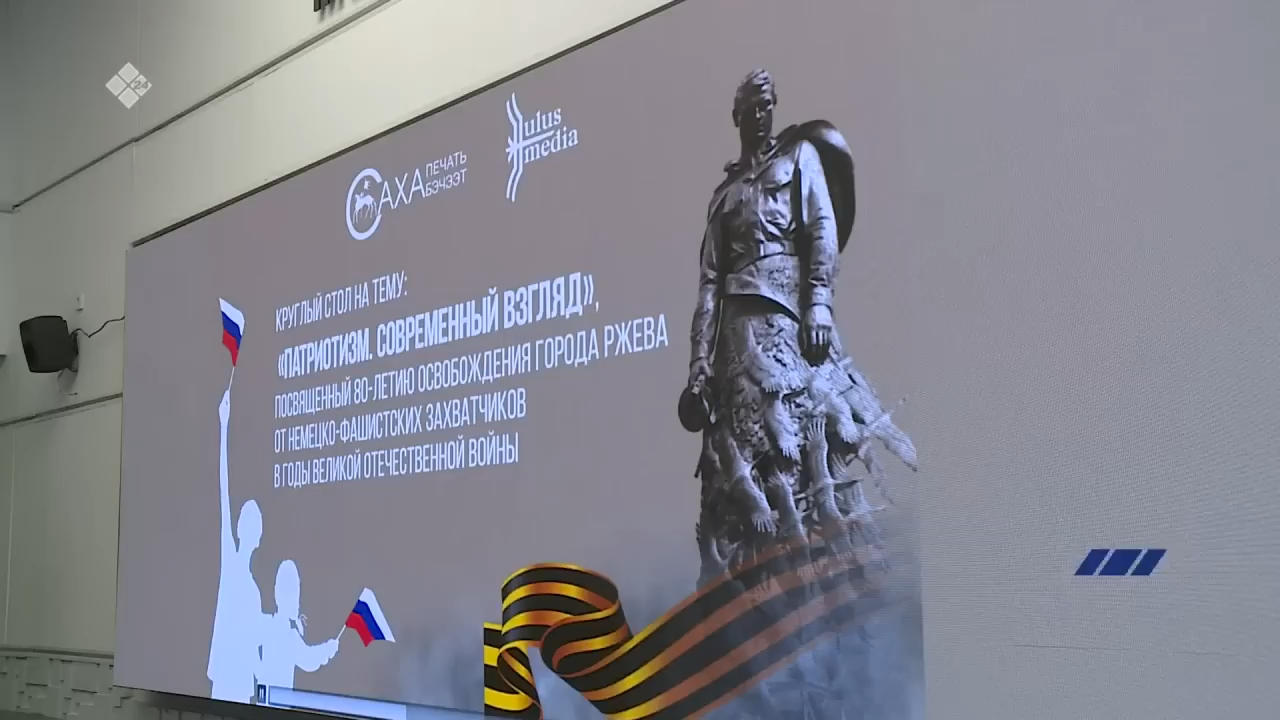 24
ulus
media
САХА ПЕЧАТЬ
БЭЧЭЭТ
КРУГЛЫЙ СТОЛ НА ТЕМУ:
«ПАТРИОТИЗМ. СОВРЕМЕННЫЙ ВЗГЛЯД»,
ПОСВЯЩЕННЫЙ 80-ЛЕТИЮ ОСВОБОЖДЕНИЯ ГОРОДА РЖЕВА
ОТ НЕМЕЦКО-ФАШИСТСКИХ ЗАХВАТЧИКОВ
В ГОДЫ ВЕЛИКОЙ ОТЕЧЕСТВЕННОЙ ВОЙНЫ